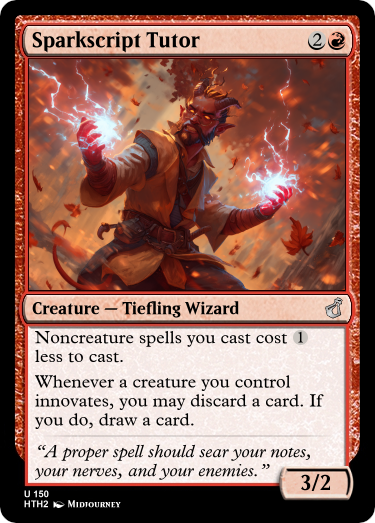 Sparkscript Tutor 2
Creature — Tiefling Wizard
Noncreature spells you cast cost 1
less to cast.
Whenever a creature you control
innovates, you may discard a card. If
you do, draw a card.
“A proper spell should sear your notes,
your nerves, and your enemies.”
3/2
U 150
HTH2 Midjourney